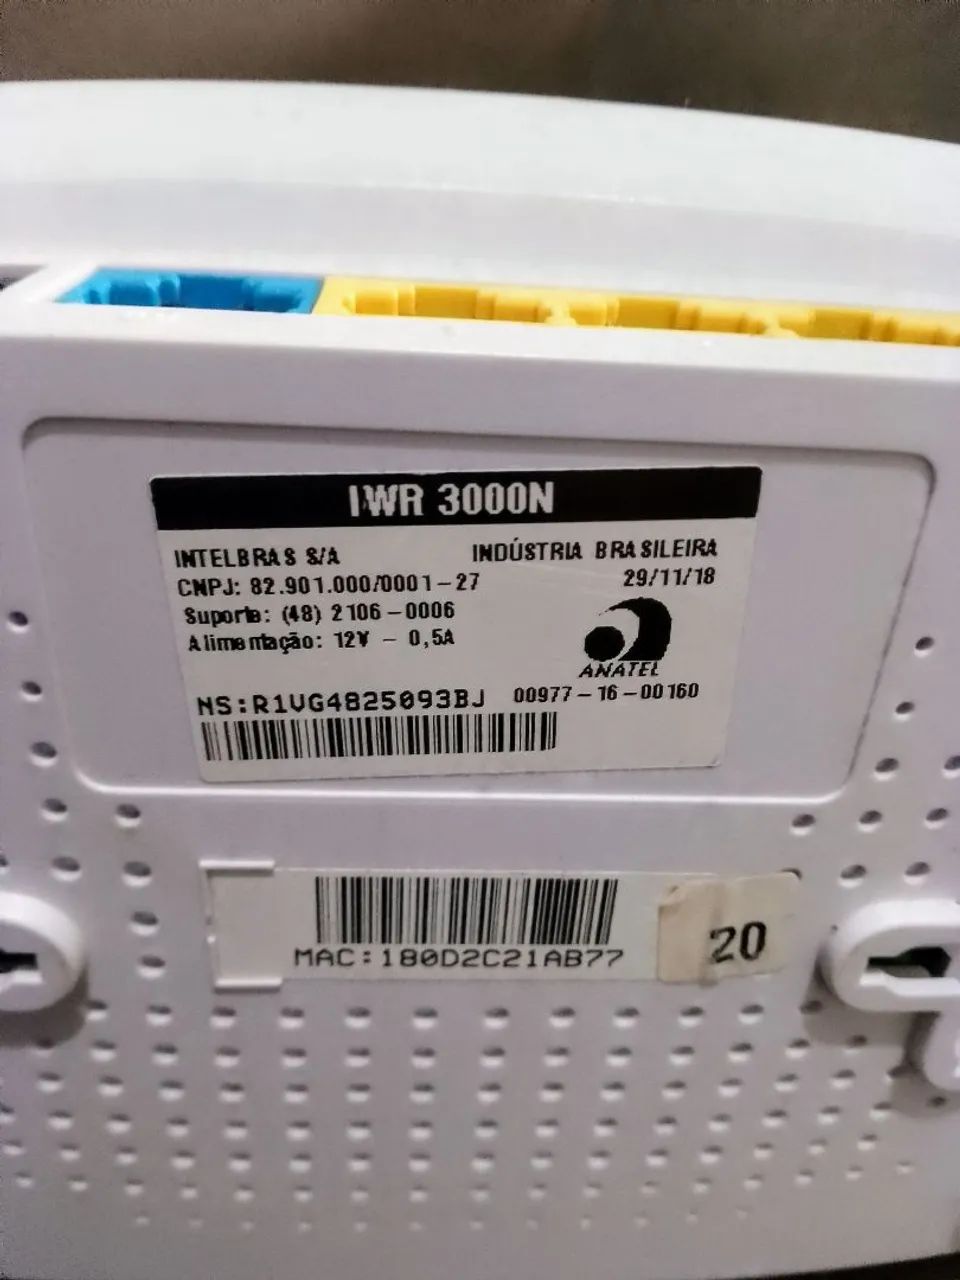 IWR 3000N
INTELBRAS S/A
INDÚSTRIA BRASILEIRA
CNPJ: 82.901.000/0001-27
29/11/18
Suporte: (48) 2106-0006
Alimentação: 12V - 0,5A
ANATEL
NS:R1VG4825093BJ
00977-16-00160
MAC:180D2C21AB77
20